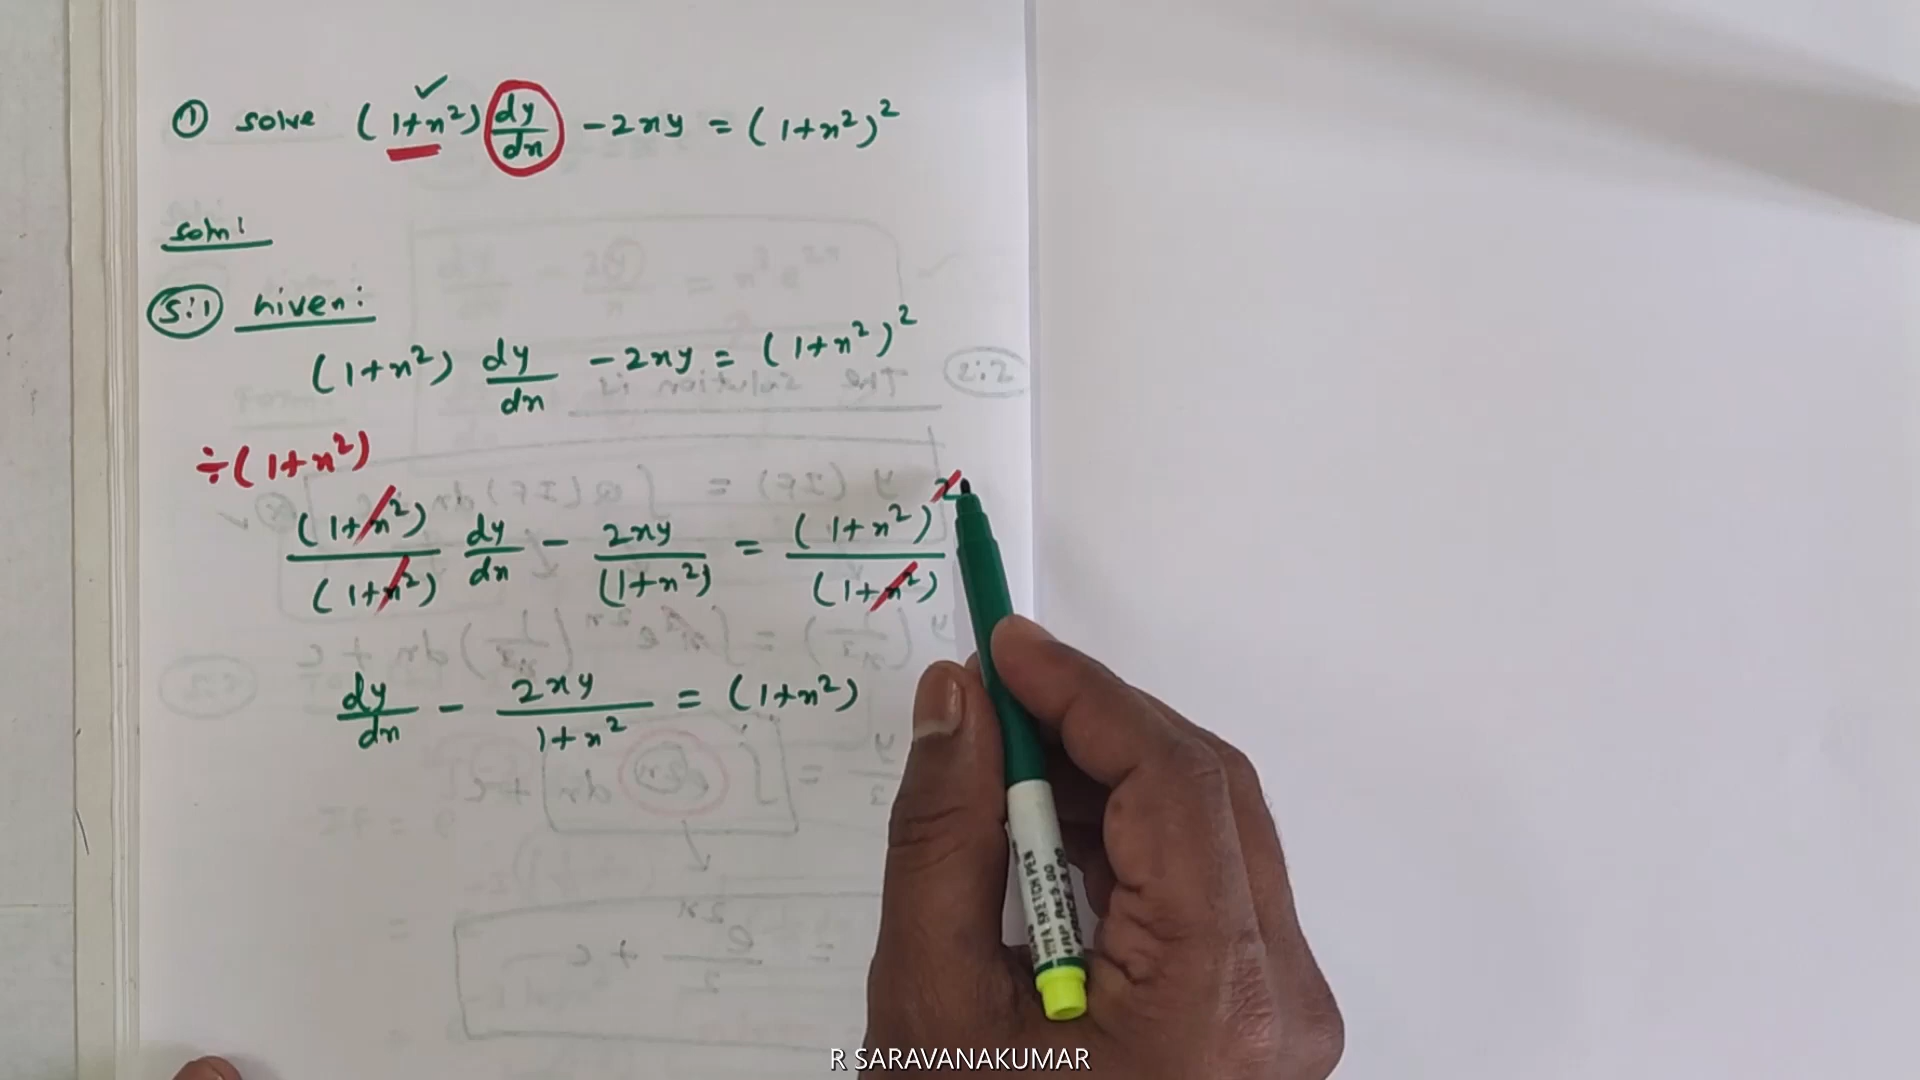 ① solve (1+x²) dy/dx - 2xy = (1+x²)²
soln:
S:1 Given:
(1+x²) dy/dx - 2xy = (1+x²)²
÷(1+x²)
(1+x²)/(1+x²) dy/dx - 2xy/(1+x²) = (1+x²)²/(1+x²)
dy/dx - 2xy/1+x² = (1+x²)
R SARAVANAKUMAR